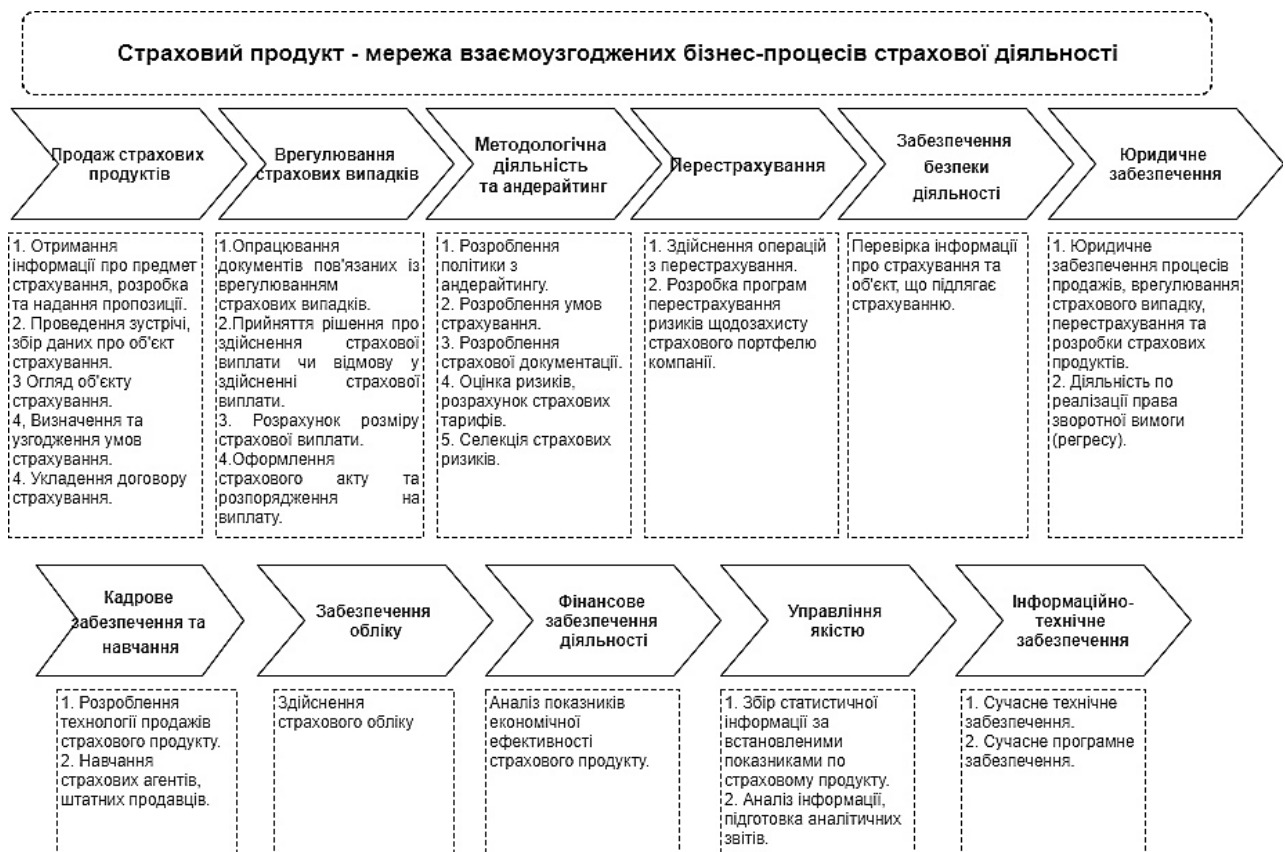 Страховий продукт - мережа взаємоузгоджених бізнес-процесів страхової діяльності
Продаж страхових
продуктів
Врегулювання
страхових випадків
Методологічна
діяльність
та андерайтинг
Перестрахування
Забезпечення
безпеки
діяльності
Юридичне
забезпечення
1. Отримання
інформації про предмет
страхування, розробка
та надання пропозиції.
2. Проведення зустрічі,
збір даних про об'єкт
страхування.
3 Огляд об'єкту
страхування.
4, Визначення та
узгодження умов
страхування.
4. Укладення договору
страхування.
1.Опрацювання
документів пов'язаних із
врегулюванням
страхових випадків.
2.Прийняття рішення про
здійснення страхової
виплати чи відмову у
здійсненні страхової
виплати.
3. Розрахунок розміру
страхової виплати.
4.Оформлення
страхового акту та
розпорядження на
виплату.
1. Розроблення
політики з
андерайтингу.
2. Розроблення умов
страхування.
3. Розроблення
страхової документації.
4. Оцінка ризиків,
розрахунок страхових
тарифів.
5. Селекція страхових
ризиків.
1. Здійснення операцій
з перестрахування.
2. Розробка програм
перестрахування
ризиків щодозахисту
страхового портфелю
компанії.
Перевірка інформації
про страхування та
об'єкт, що підлягає
страхуванню.
1. Юридичне
забезпечення процесів
продажів, врегулювання
страхового випадку,
перестрахування та
розробки страхових
продуктів.
2. Діяльність по
реалізації права
зворотної вимоги
(регресу).
Кадрове
забезпечення та
навчання
Забезпечення
обліку
Фінансове
забезпечення
діяльності
Управління
якістю
Інформаційно-
технічне
забезпечення
1. Розроблення
технології продажів
страхового продукту.
2. Навчання
страхових агентів,
штатних продавців.
Здійснення
страхового обліку
Аналіз показників
економічної
ефективності
страхового продукту.
1. Збір статистичної
інформації за
встановленими
показниками по
страховому продукту.
2. Аналіз інформації,
підготовка аналітичних
звітів.
1. Сучасне технічне
забезпечення.
2. Сучасне програмне
забезпечення.